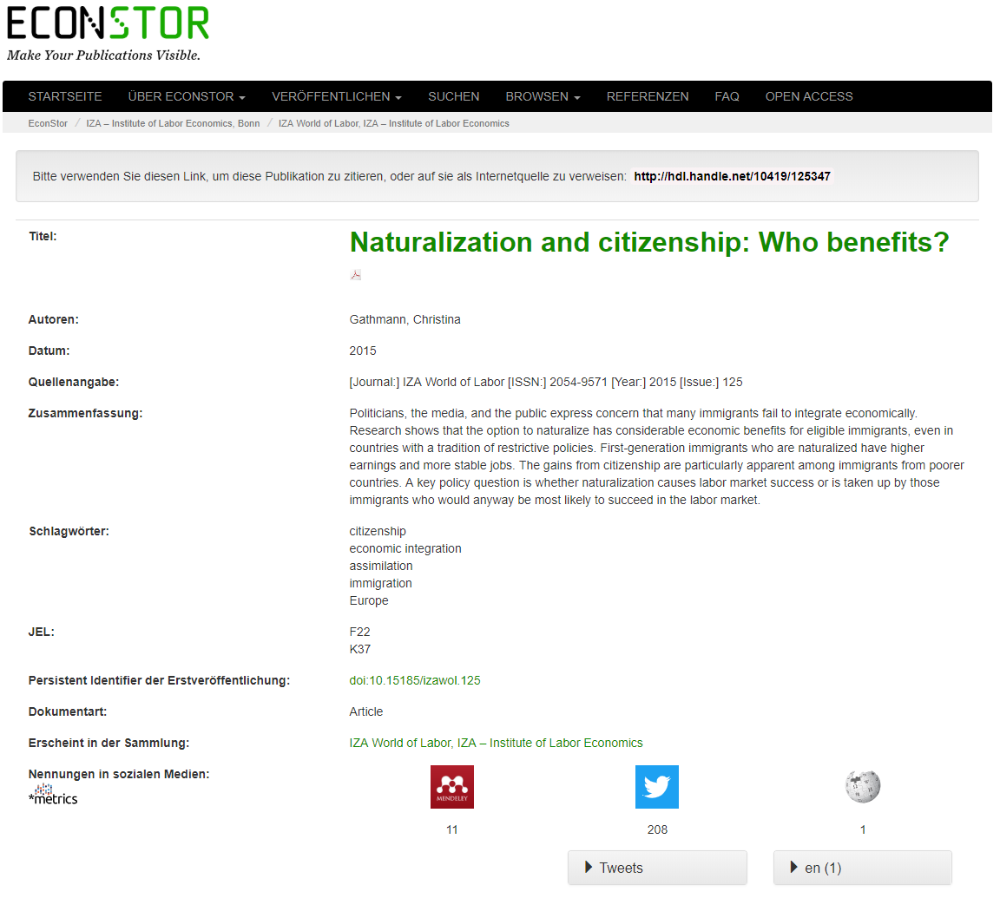 ECONSTOR
Make Your Publications Visible.
STARTSEITE ÜBER ECONSTOR VERÖFFENTLICHEN SUCHEN BROWSEN REFERENZEN FAQ OPEN ACCESS
EconStor / IZA – Institute of Labor Economics, Bonn / IZA World of Labor, IZA – Institute of Labor Economics
Bitte verwenden Sie diesen Link, um diese Publikation zu zitieren, oder auf sie als Internetquelle zu verweisen: http://hdl.handle.net/10419/125347
Titel: Naturalization and citizenship: Who benefits?
Autoren: Gathmann, Christina
Datum: 2015
Quellenangabe: [Journal:] IZA World of Labor [ISSN:] 2054-9571 [Year:] 2015 [Issue:] 125
Zusammenfassung: Politicians, the media, and the public express concern that many immigrants fail to integrate economically.
Research shows that the option to naturalize has considerable economic benefits for eligible immigrants, even in
countries with a tradition of restrictive policies. First-generation immigrants who are naturalized have higher
earnings and more stable jobs. The gains from citizenship are particularly apparent among immigrants from poorer
countries. A key policy question is whether naturalization causes labor market success or is taken up by those
immigrants who would anyway be most likely to succeed in the labor market.
Schlagwörter: citizenship
economic integration
assimilation
immigration
Europe
JEL: F22
K37
Persistent Identifier der Erstveröffentlichung: doi:10.15185/izawol.125
Dokumentart: Article
Erscheint in der Sammlung: IZA World of Labor, IZA – Institute of Labor Economics
Nennungen in sozialen Medien:
*metrics
MENDELEY
11 208 1
Tweets en (1)